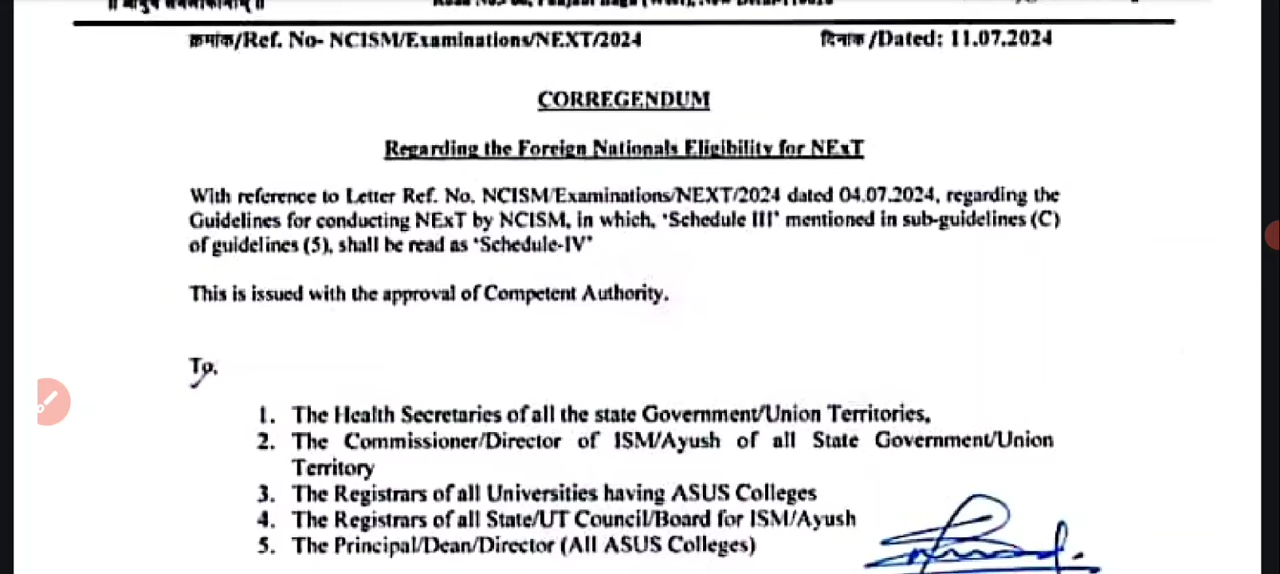 क्रमांक/Ref. No- NCISM/Examinations/NEXT/2024
दिनांक /Dated: 11.07.2024
CORREGENDUM
Regarding the Foreign Nationals Eligibility for NExT
With reference to Letter Ref. No. NCISM/Examinations/NEXT/2024 dated 04.07.2024, regarding the
Guidelines for conducting NExT by NCISM, in which, 'Schedule III' mentioned in sub-guidelines (C)
of guidelines (5), shall be read as 'Schedule-IV'
This is issued with the approval of Competent Authority.
To,
1. The Health Secretaries of all the state Government/Union Territories,
2. The Commissioner/Director of ISM/Ayush of all State Government/Union
Territory
3. The Registrars of all Universities having ASUS Colleges
4. The Registrars of all State/UT Council/Board for ISM/Ayush
5. The Principal/Dean/Director (All ASUS Colleges)